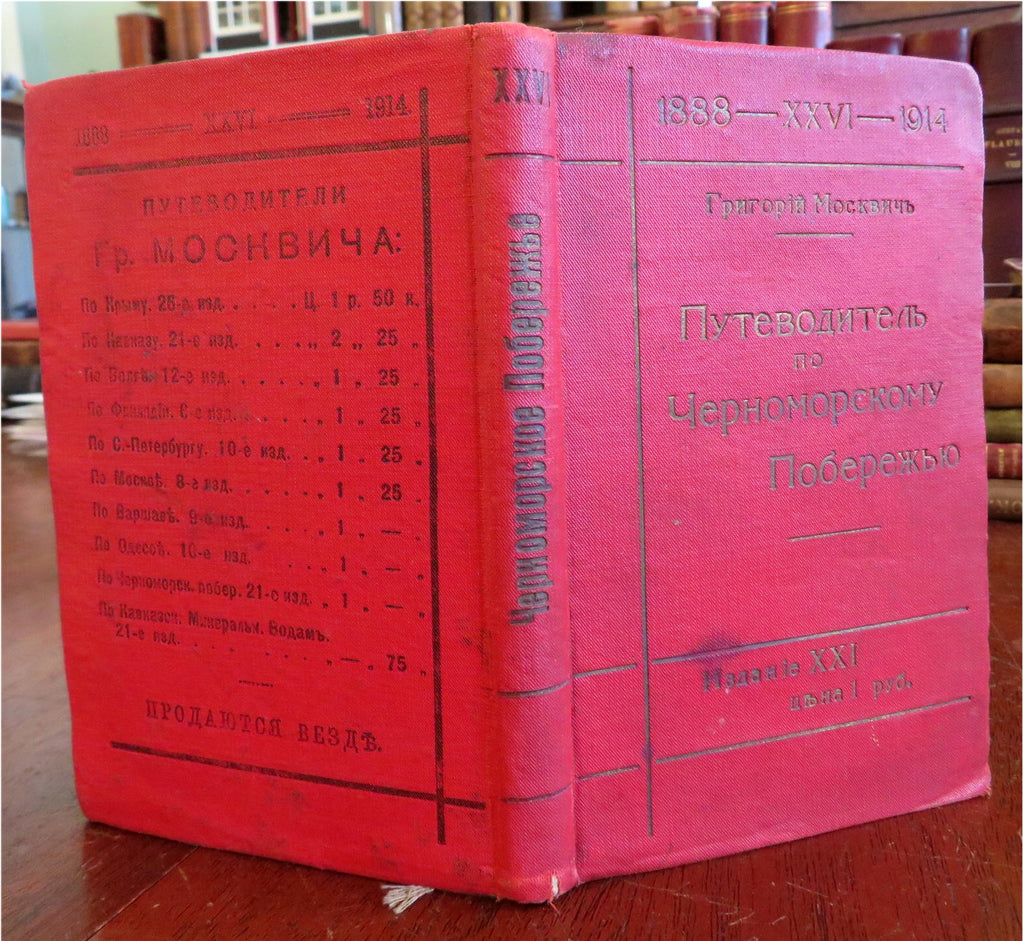 1888 — XXVI — 1914
ПУТЕВОДИТЕЛИ
Гр. МОСКВИЧА:
По Крыму. 26-е изд. . . . . Ц. 1 р. 50 к.
По Кавказу. 21-е изд. . . . „ 2 „ 25 „
По Волгѣ. 12-е изд. . . . . „ 1 „ 25 „
По Финляндіи. 6-е изд. . . . „ 1 „ 25 „
По С.-Петербургу. 10-е изд. . „ 1 „ 25 „
По Москвѣ. 8-е изд. . . . . „ 1 „ 25 „
По Варшавѣ. 9-е изд. . . . . „ 1 „ — „
По Одессѣ. 10-е изд. . . . . „ 1 „ — „
По Черноморск. побер. 21-е изд. „ 1 „ — „
По Кавказск. Минеральн. Водамъ.
21-е изд. . . . . . . „ — „ 75 „
ПРОДАЮТСЯ ВЕЗДѢ.
XXVI
Черноморское Побережье
1888 — XXVI — 1914
Григорій Москвичъ
Путеводитель
по
Черноморскому
Побережью
Изданіе XXI
цѣна 1 руб.